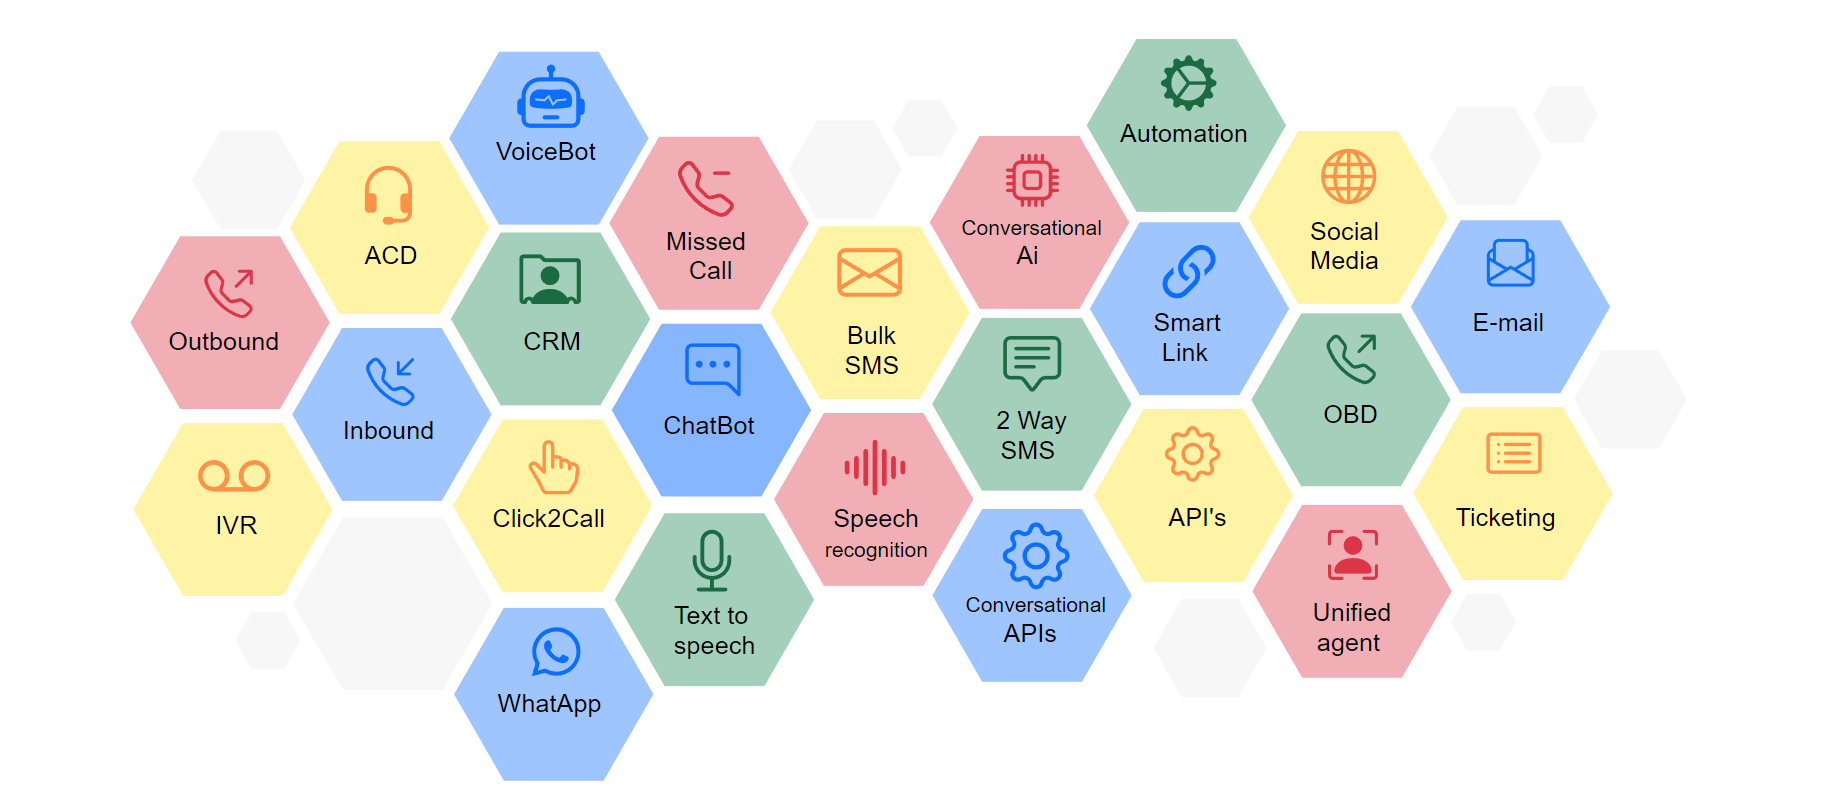 VoiceBot
Automation
ACD
Missed
Call
Conversational
Ai
Social
Media
Outbound
CRM
Bulk
SMS
Smart
Link
E-mail
Inbound
ChatBot
2 Way
SMS
OBD
IVR
Click2Call
Speech
recognition
API's
Ticketing
Text to
speech
Conversational
APIs
Unified
agent
WhatApp